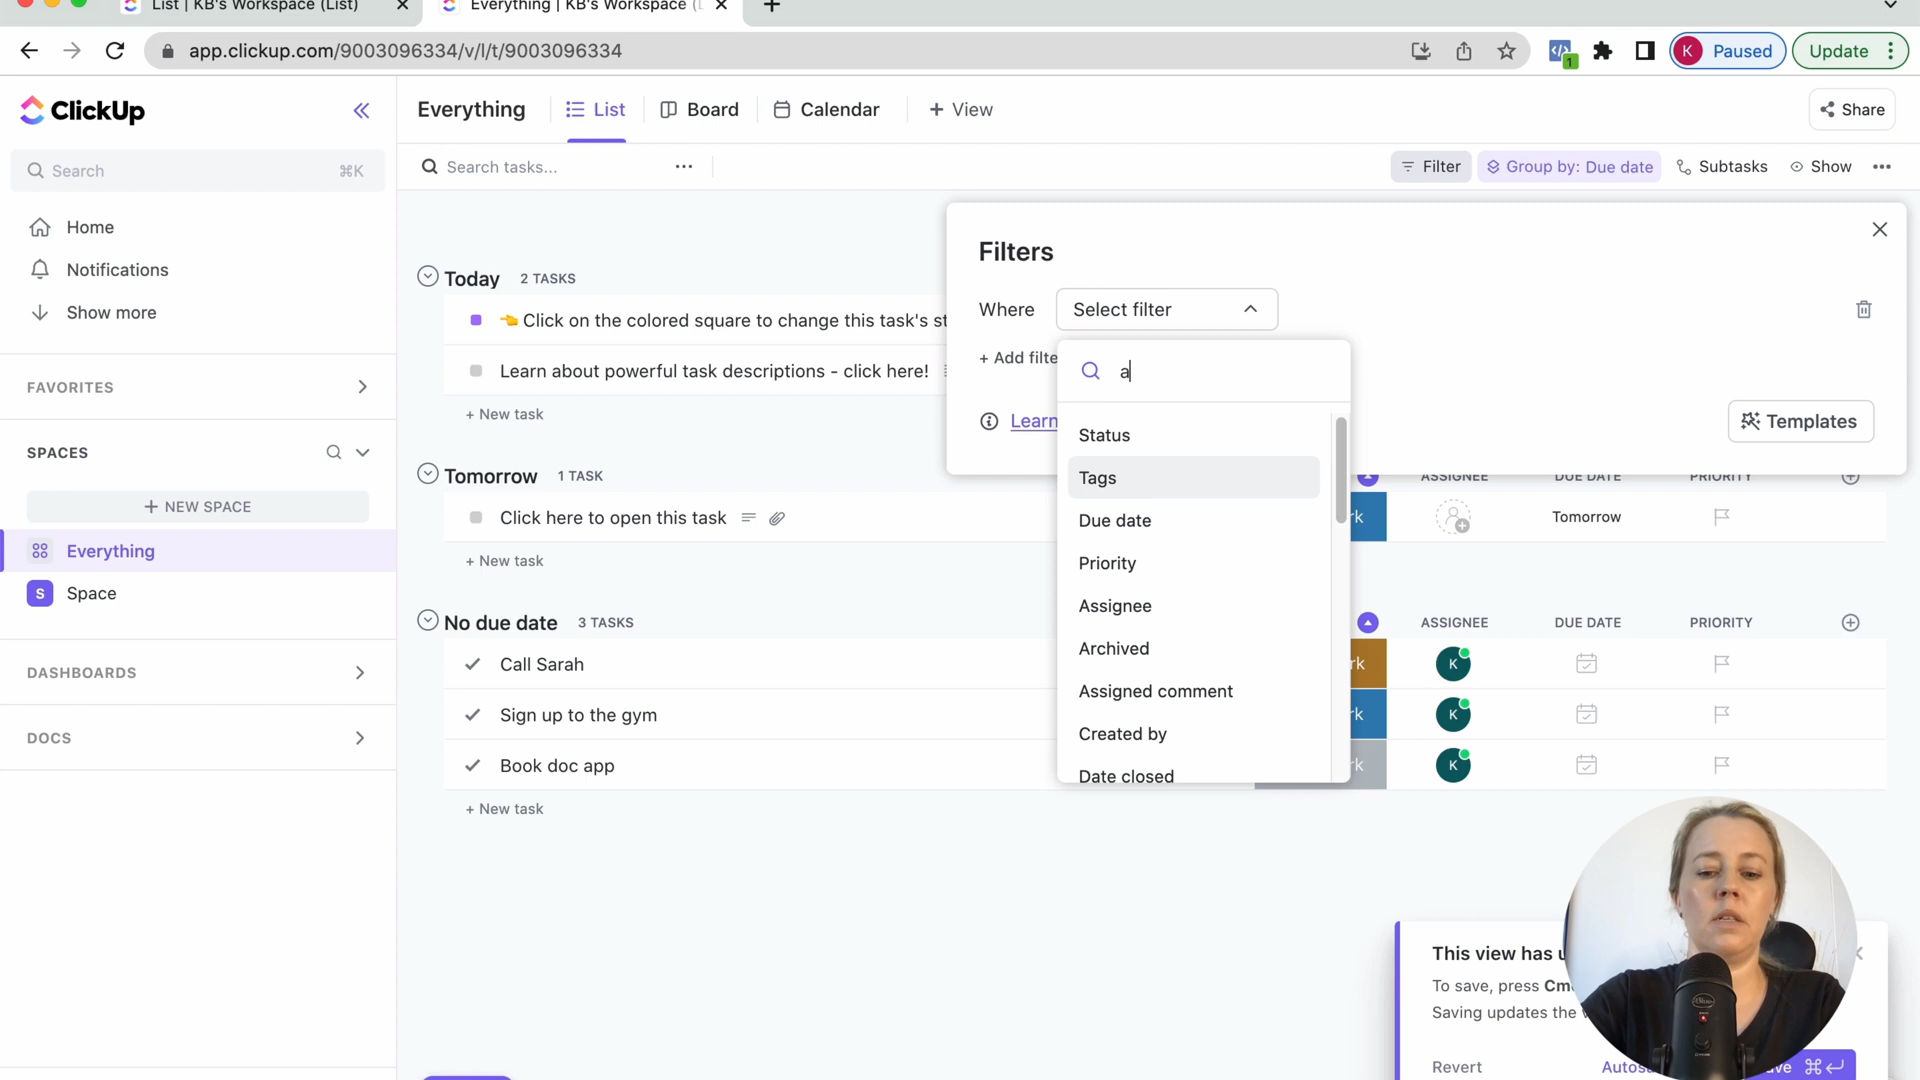 List | KB's Workspace (List)
Everything | KB's Workspace (
app.clickup.com/9003096334/v/l/t/9003096334
1
K Paused
Update
ClickUp
Everything
List
Board
Calendar
+ View
Share
Search ⌘K
Search tasks...
Filter
Group by: Due date
Subtasks
Show
Home
Notifications
Show more
FAVORITES
SPACES
+ NEW SPACE
Everything
S Space
DASHBOARDS
DOCS
Today 2 TASKS
Click on the colored square to change this task's st
Learn about powerful task descriptions - click here!
+ New task
Tomorrow 1 TASK
ASSIGNEE DUE DATE PRIORITY
Click here to open this task
rk
Tomorrow
+ New task
No due date 3 TASKS
ASSIGNEE DUE DATE PRIORITY
Call Sarah
rk K
Sign up to the gym
rk K
Book doc app
rk K
+ New task
Filters
Where
Select filter
+ Add filte
Learn
Templates
a
Status
Tags
Due date
Priority
Assignee
Archived
Assigned comment
Created by
Date closed
This view has u
To save, press Cm
Saving updates the
Revert
Autosa
ve ⌘